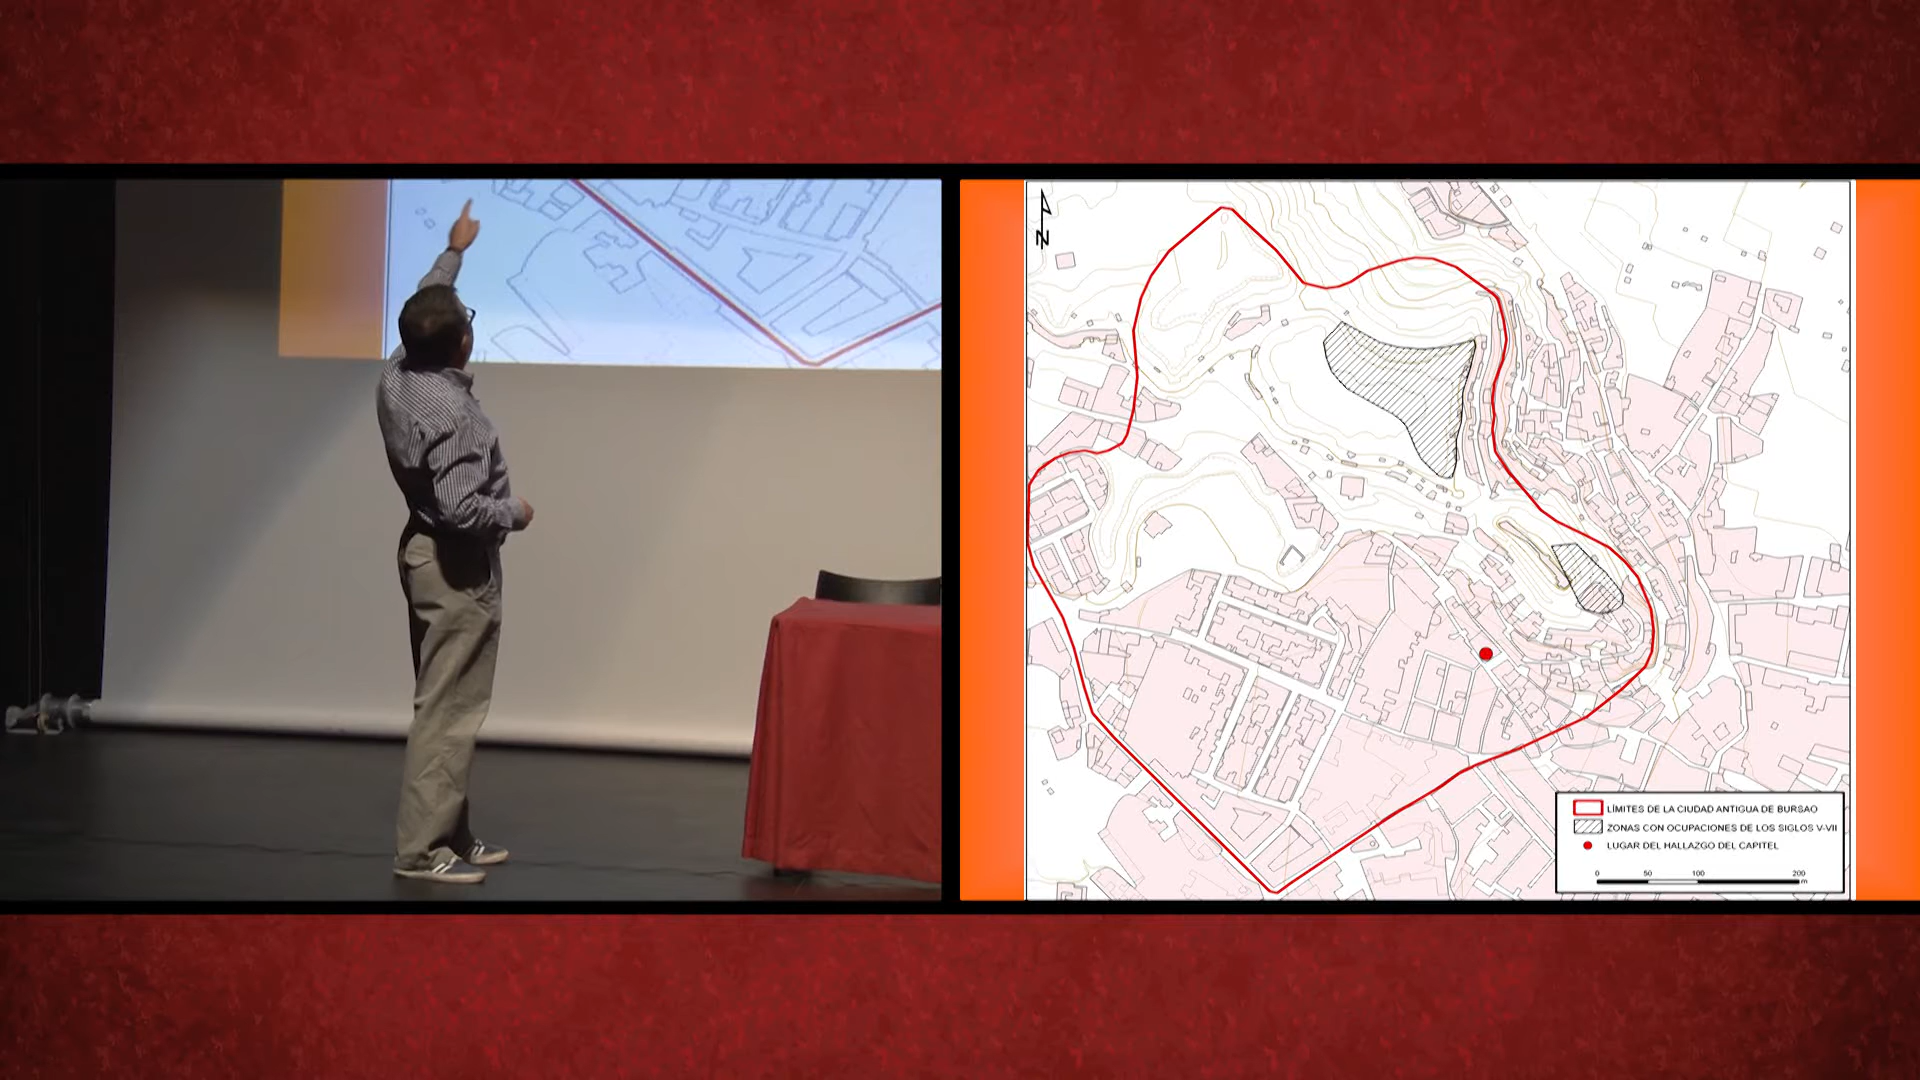 N
LÍMITES DE LA CIUDAD ANTIGUA DE BURSAO
ZONAS CON OCUPACIONES DE LOS SIGLOS V-VII
LUGAR DEL HALLAZGO DEL CAPITEL
0 50 100 200
m